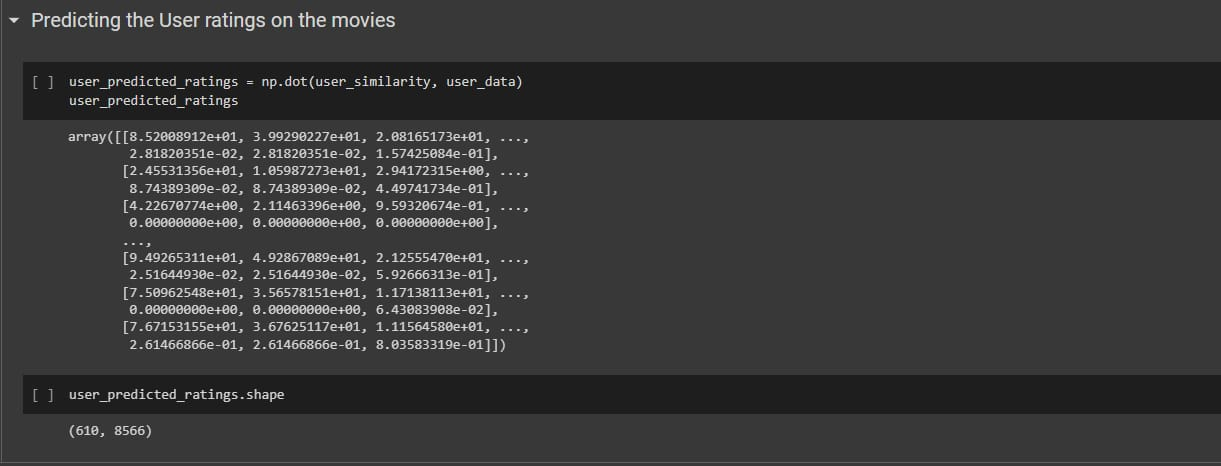 Predicting the User ratings on the movies
[ ] user_predicted_ratings = np.dot(user_similarity, user_data)
user_predicted_ratings
array([[8.52008912e+01, 3.99290227e+01, 2.08165173e+01, ...,
2.81820351e-02, 2.81820351e-02, 1.57425084e-01],
[2.45531356e+01, 1.05987273e+01, 2.94172315e+00, ...,
8.74389309e-02, 8.74389309e-02, 4.49741734e-01],
[4.22670774e+00, 2.11463396e+00, 9.59320674e-01, ...,
0.00000000e+00, 0.00000000e+00, 0.00000000e+00],
...,
[9.49265311e+01, 4.92867089e+01, 2.12555470e+01, ...,
2.51644930e-02, 2.51644930e-02, 5.92666313e-01],
[7.50962548e+01, 3.56578151e+01, 1.17138113e+01, ...,
0.00000000e+00, 0.00000000e+00, 6.43083908e-02],
[7.67153155e+01, 3.67625117e+01, 1.11564580e+01, ...,
2.61466866e-01, 2.61466866e-01, 8.03583319e-01]])
[ ] user_predicted_ratings.shape
(610, 8566)